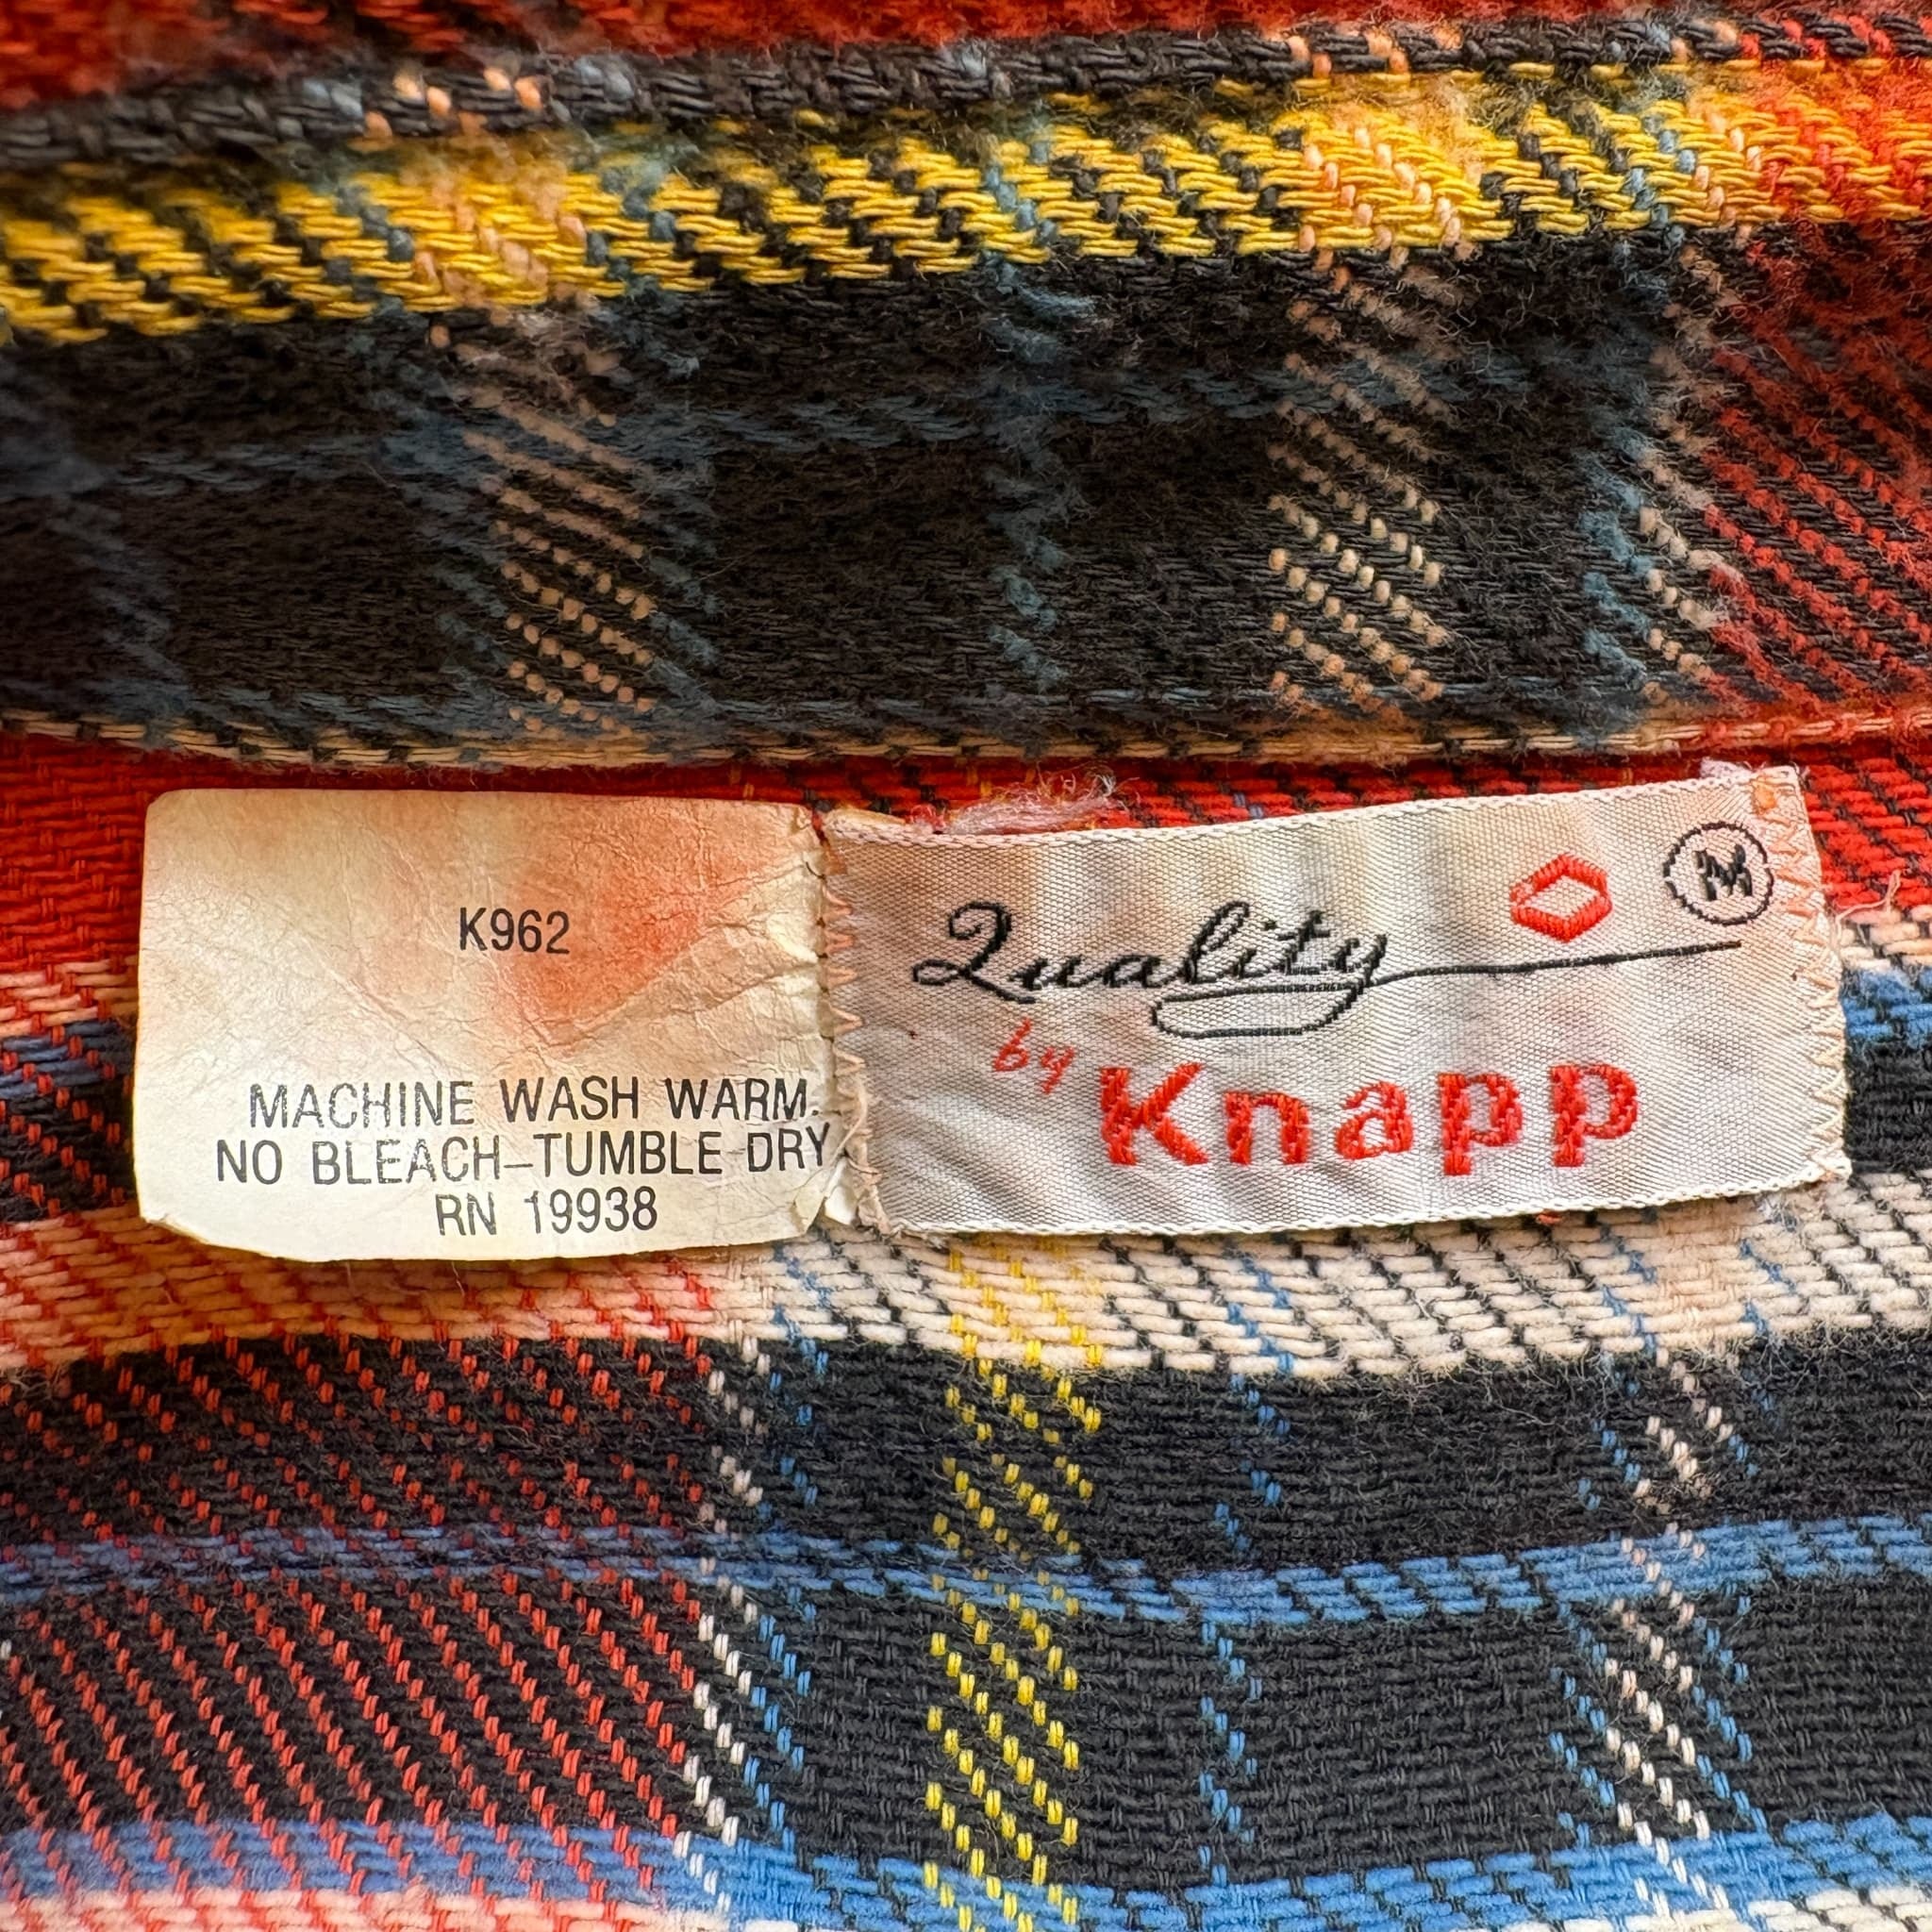 K962
MACHINE WASH WARM.
NO BLEACH–TUMBLE DRY
RN 19938
Quality
M
by Knapp